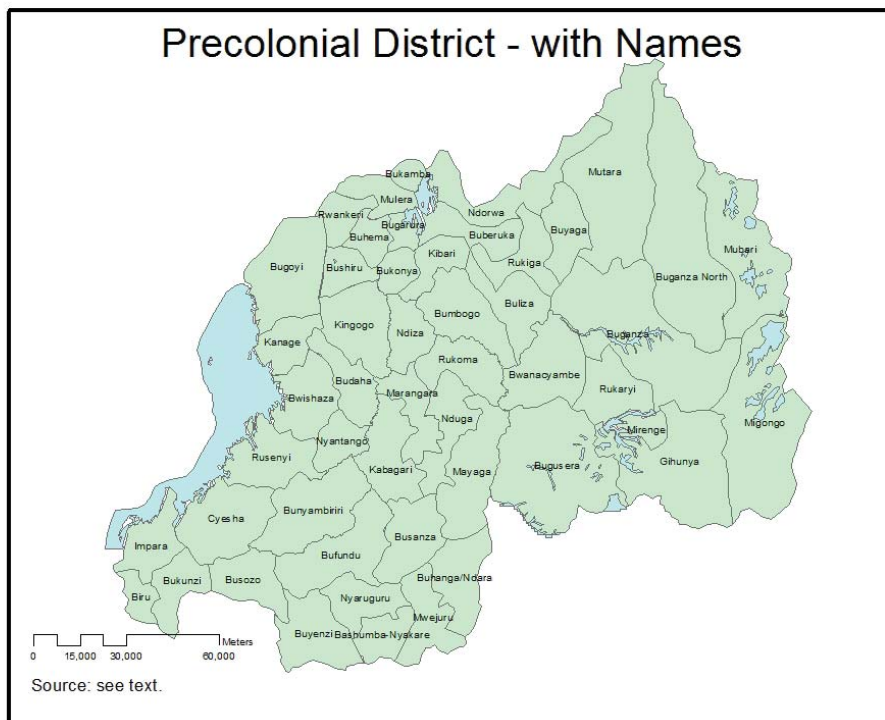 Precolonial District - with Names
Bukamba
Mutara
Mulera
Rwankeri
Ndorwa
Bugarura
Buhema
Buberuka
Buyaga
Kibari
Mubari
Rukiga
Bugoyi
Bushiru
Bukonya
Buganza North
Buliza
Bumbogo
Kingogo
Ndiza
Buganza
Kanage
Rukoma
Bwanacyambe
Budaha
Rukaryi
Marangara
Bwishaza
Nduga
Migongo
Mirenge
Nyantango
Rusenyi
Kabagari
Mayaga
Bugusera
Gihunya
Bunyambiriri
Cyesha
Busanza
Impara
Bufundu
Bukunzi
Busozo
Buhanga/Ndara
Biru
Nyaruguru
Mwejuru
Buyenzi
Bashumba-Nyakare
Meters
0 15,000 30,000 60,000
Source: see text.